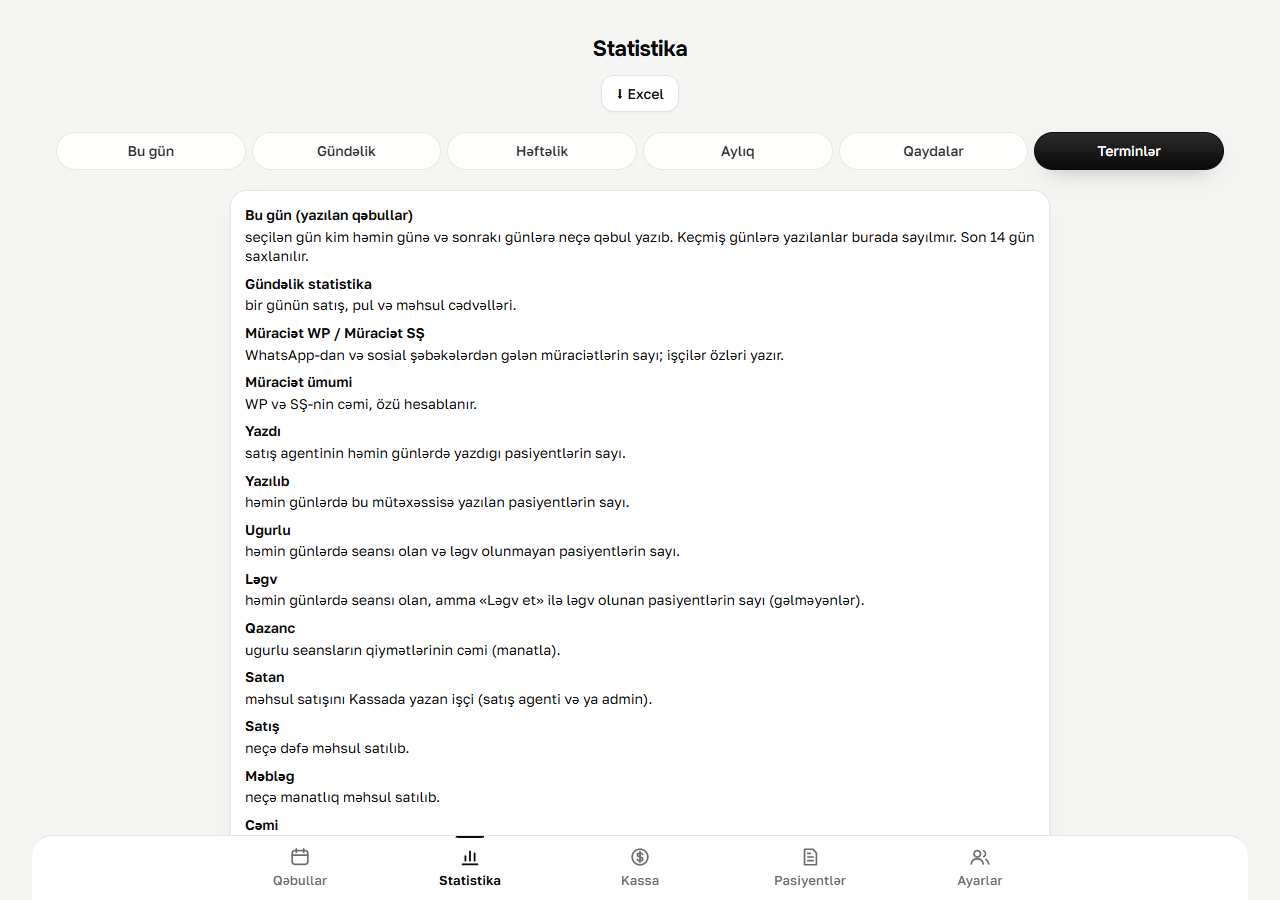 Statistika
⭳ Excel
Bu gün
Gündəlik
Həftəlik
Aylıq
Qaydalar
Terminlər
Bu gün (yazılan qəbullar)
seçilən gün kim həmin günə və sonrakı günlərə neçə qəbul yazıb. Keçmiş günlərə yazılanlar burada sayılmır. Son 14 gün
saxlanılır.
Gündəlik statistika
bir günün satış, pul və məhsul cədvəlləri.
Müraciət WP / Müraciət SŞ
WhatsApp-dan və sosial şəbəkələrdən gələn müraciətlərin sayı; işçilər özləri yazır.
Müraciət ümumi
WP və SŞ-nin cəmi, özü hesablanır.
Yazdı
satış agentinin həmin günlərdə yazdıgı pasiyentlərin sayı.
Yazılıb
həmin günlərdə bu mütəxəssisə yazılan pasiyentlərin sayı.
Ugurlu
həmin günlərdə seansı olan və ləgv olunmayan pasiyentlərin sayı.
Ləgv
həmin günlərdə seansı olan, amma «Ləgv et» ilə ləgv olunan pasiyentlərin sayı (gəlməyənlər).
Qazanc
ugurlu seansların qiymətlərinin cəmi (manatla).
Satan
məhsul satışını Kassada yazan işçi (satış agenti və ya admin).
Satış
neçə dəfə məhsul satılıb.
Məbləg
neçə manatlıq məhsul satılıb.
Cəmi
Qəbullar
Statistika
Kassa
Pasiyentlər
Ayarlar